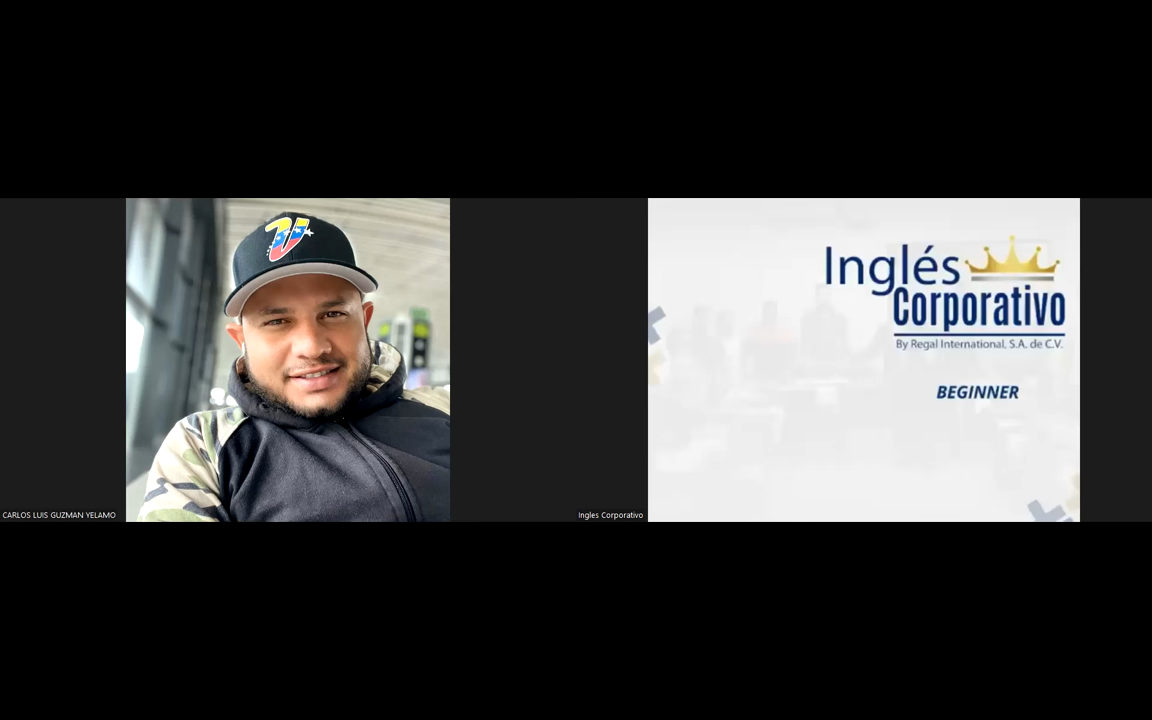 V
CARLOS LUIS GUZMAN YELAMO
Ingles Corporativo
Inglés
Corporativo
By Regal International, S.A. de C.V.
BEGINNER